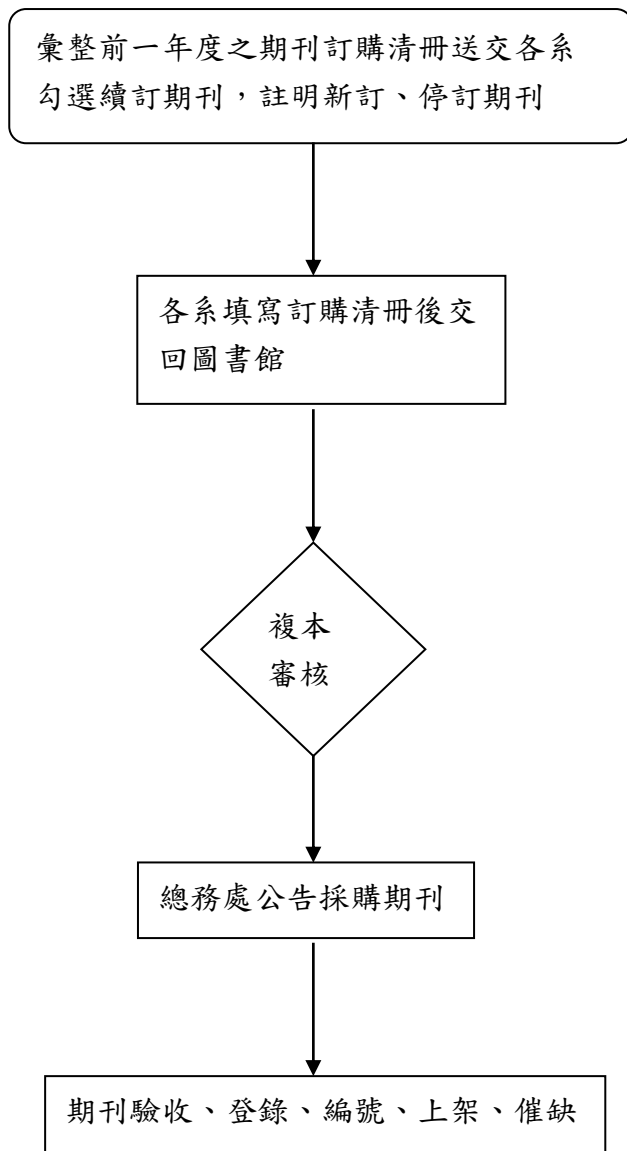 彙整前一年度之期刊訂購清冊送交各系
勾選續訂期刊，註明新訂、停訂期刊
各系填寫訂購清冊後交
回圖書館
複本
審核
總務處公告採購期刊
期刊驗收、登錄、編號、上架、催缺